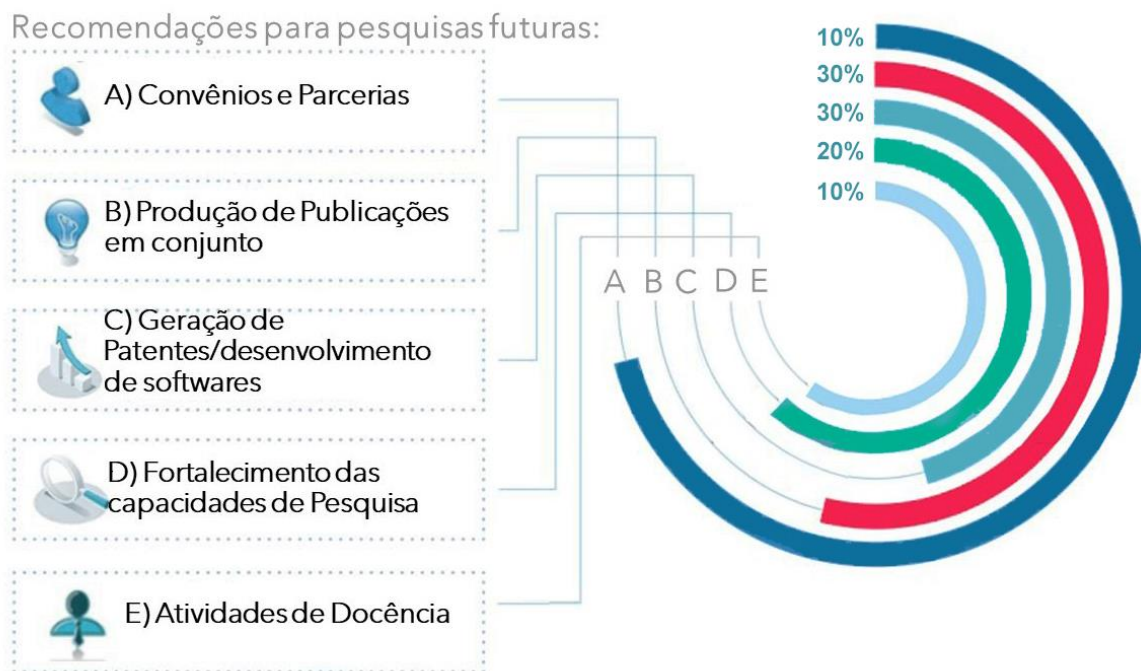 Recomendações para pesquisas futuras:
A) Convênios e Parcerias
B) Produção de Publicações
em conjunto
C) Geração de
Patentes/desenvolvimento
de softwares
D) Fortalecimento das
capacidades de Pesquisa
E) Atividades de Docência
10%
30%
30%
20%
10%
A B C D E